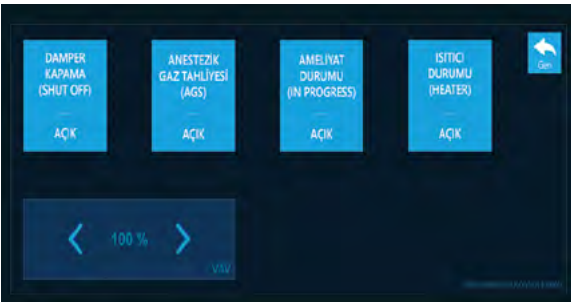 DAMPER
KAPAMA
(SHUT OFF)
AÇIK
ANESTEZİK
GAZ TAHLİYESİ
(AGS)
AÇIK
AMELİYAT
DURUMU
(IN PROGRESS)
AÇIK
ISITICI
DURUMU
(HEATER)
AÇIK
Geri
100 %
VAV